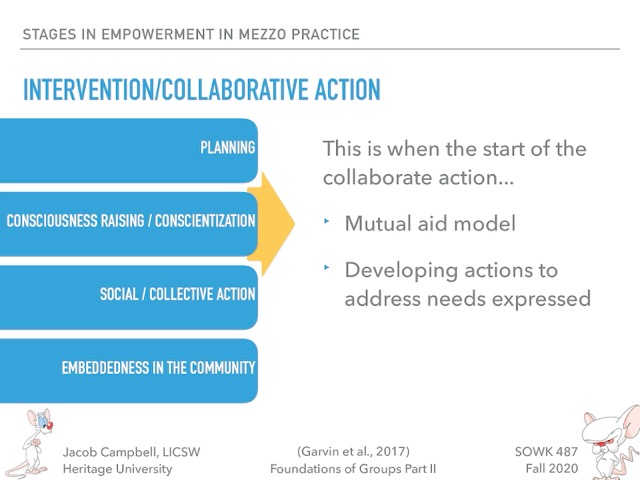 STAGES IN EMPOWERMENT IN MEZZO PRACTICE
INTERVENTION/COLLABORATIVE ACTION
PLANNING
CONSCIOUSNESS RAISING / CONSCIENTIZATION
SOCIAL / COLLECTIVE ACTION
EMBEDDEDNESS IN THE COMMUNITY
This is when the start of the
collaborate action...
‣ Mutual aid model
‣ Developing actions to
address needs expressed
Jacob Campbell, LICSW
Heritage University
(Garvin et al., 2017)
Foundations of Groups Part II
SOWK 487
Fall 2020